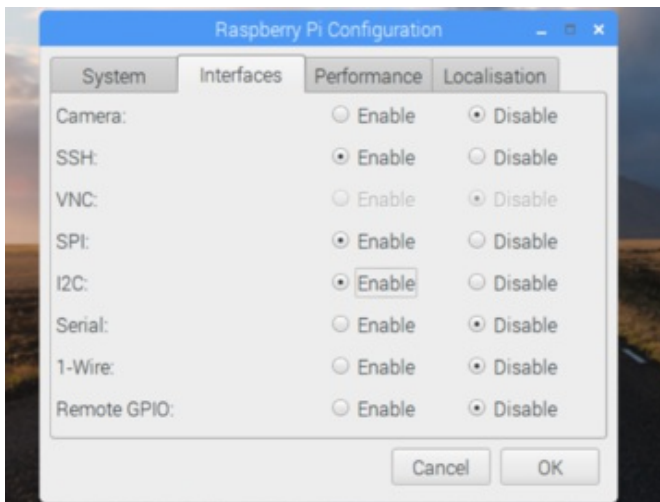 Raspberry Pi Configuration
System Interfaces Performance Localisation
Camera: Enable Disable
SSH: Enable Disable
VNC: Enable Disable
SPI: Enable Disable
I2C: Enable Disable
Serial: Enable Disable
1-Wire: Enable Disable
Remote GPIO: Enable Disable
Cancel OK